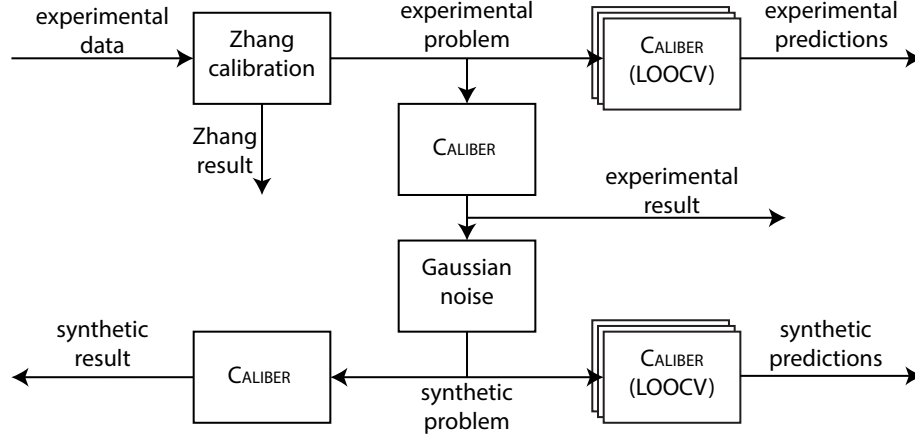 experimental
data
Zhang
calibration
experimental
problem
CALIBER
(LOOCV)
experimental
predictions
Zhang
result
CALIBER
experimental
result
Gaussian
noise
synthetic
result
CALIBER
synthetic
problem
CALIBER
(LOOCV)
synthetic
predictions